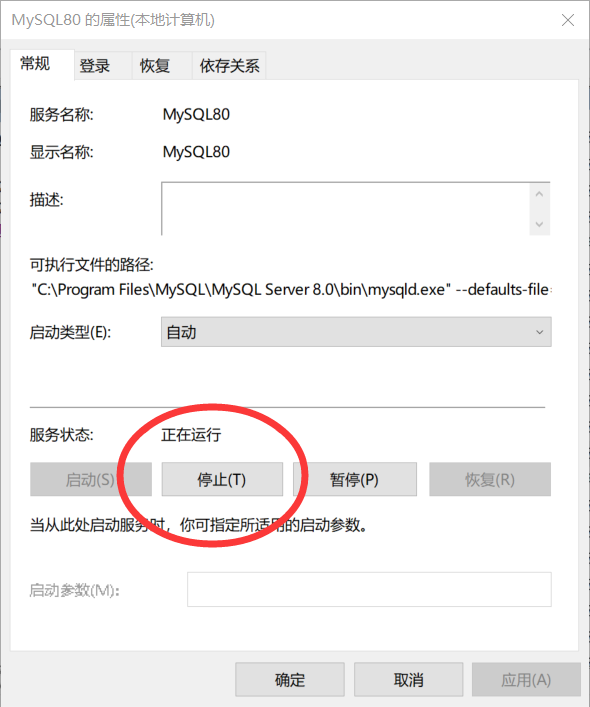 MySQL80 的属性(本地计算机)
常规 登录 恢复 依存关系
服务名称: MySQL80
显示名称: MySQL80
描述:
可执行文件的路径:
"C:\Program Files\MySQL\MySQL Server 8.0\bin\mysqld.exe" --defaults-file=
启动类型(E): 自动
服务状态: 正在运行
启动(S) 停止(T) 暂停(P) 恢复(R)
当从此处启动服务时，你可指定所适用的启动参数。
启动参数(M):
确定 取消 应用(A)